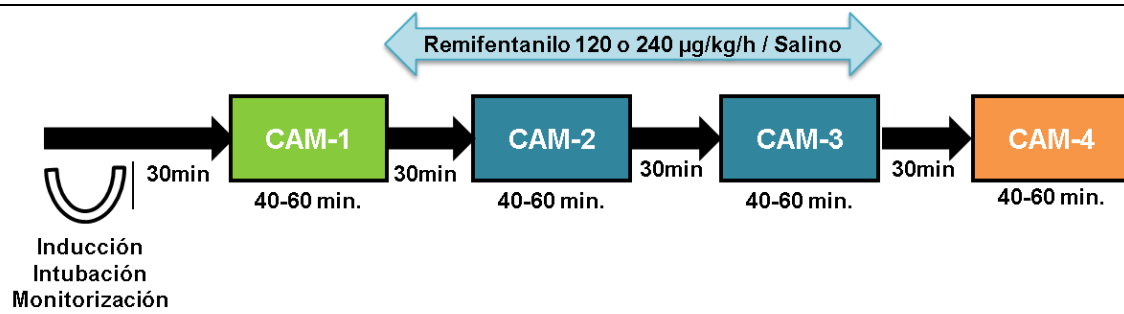 Remifentanilo 120 o 240 µg/kg/h / Salino
CAM-1
CAM-2
CAM-3
CAM-4
30min
30min
30min
30min
40-60 min.
40-60 min.
40-60 min.
40-60 min.
Inducción
Intubación
Monitorización